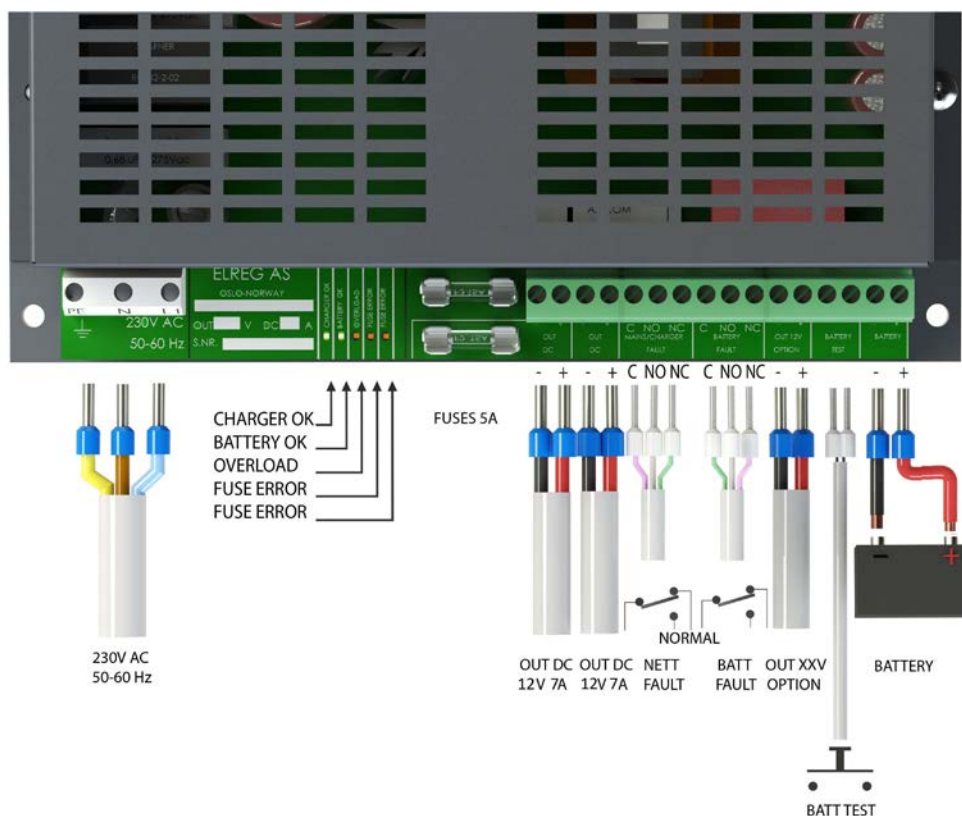 0.68uF 275Vac
ELREG AS
OSLO-NORWAY
OUT V DC A
S.NR.
PE N L1
230V AC
50-60 Hz
CHARGER OK
BATTERY OK
OVERLOAD
FUSE ERROR
FUSE ERROR
- +
OUT
DC
- +
OUT
DC
C NO NC
MAINS/CHARGER
FAULT
C NO NC
BATTERY
FAULT
OUT 12V
OPTION
BATTERY
TEST
BATTERY
- + - + C NO NC C NO NC - + - +
CHARGER OK
BATTERY OK
OVERLOAD
FUSE ERROR
FUSE ERROR
FUSES 5A
- +
NORMAL
230V AC
50-60 Hz
OUT DC
12V 7A
OUT DC
12V 7A
NETT
FAULT
BATT
FAULT
OUT XXV
OPTION
BATTERY
BATT TEST